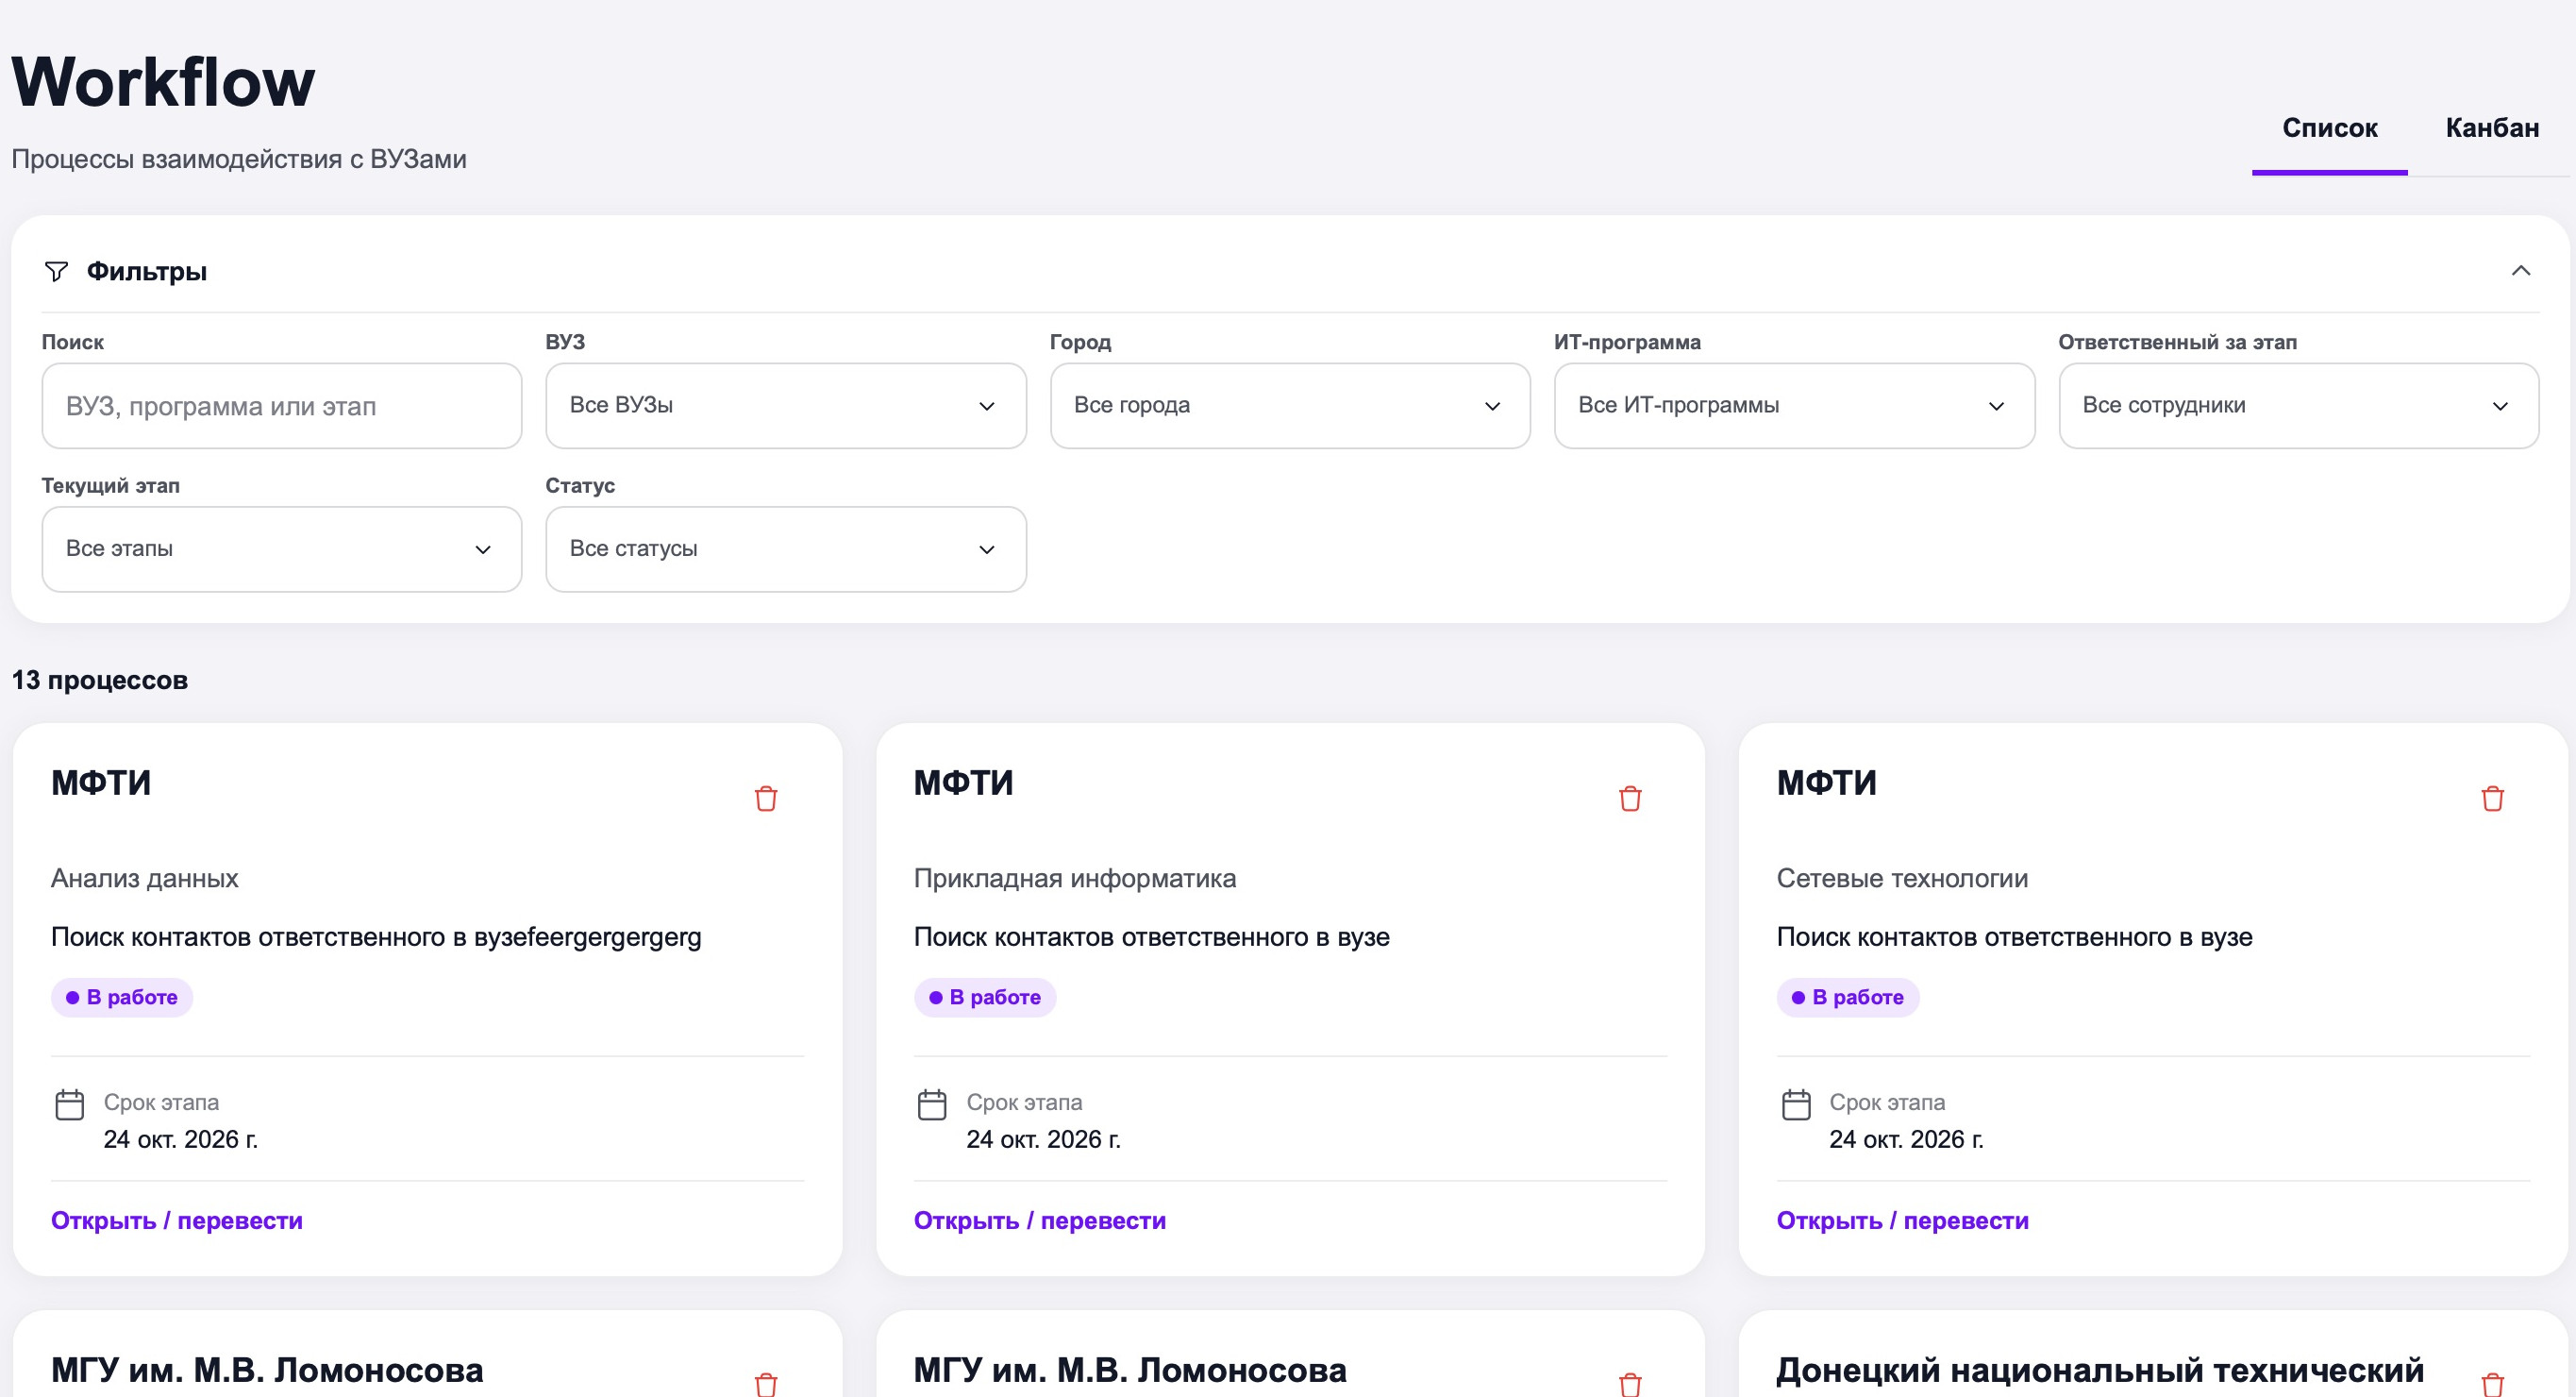 Workflow
Процессы взаимодействия с ВУЗами
Список
Канбан
Фильтры
Поиск
ВУЗ
Город
ИТ-программа
Ответственный за этап
ВУЗ, программа или этап
Все ВУЗы
Все города
Все ИТ-программы
Все сотрудники
Текущий этап
Статус
Все этапы
Все статусы
13 процессов
МФТИ
Анализ данных
Поиск контактов ответственного в вузеfeergergergerg
В работе
Срок этапа
24 окт. 2026 г.
Открыть / перевести
МФТИ
Прикладная информатика
Поиск контактов ответственного в вузе
В работе
Срок этапа
24 окт. 2026 г.
Открыть / перевести
МФТИ
Сетевые технологии
Поиск контактов ответственного в вузе
В работе
Срок этапа
24 окт. 2026 г.
Открыть / перевести
МГУ им. М.В. Ломоносова
МГУ им. М.В. Ломоносова
Донецкий национальный технический